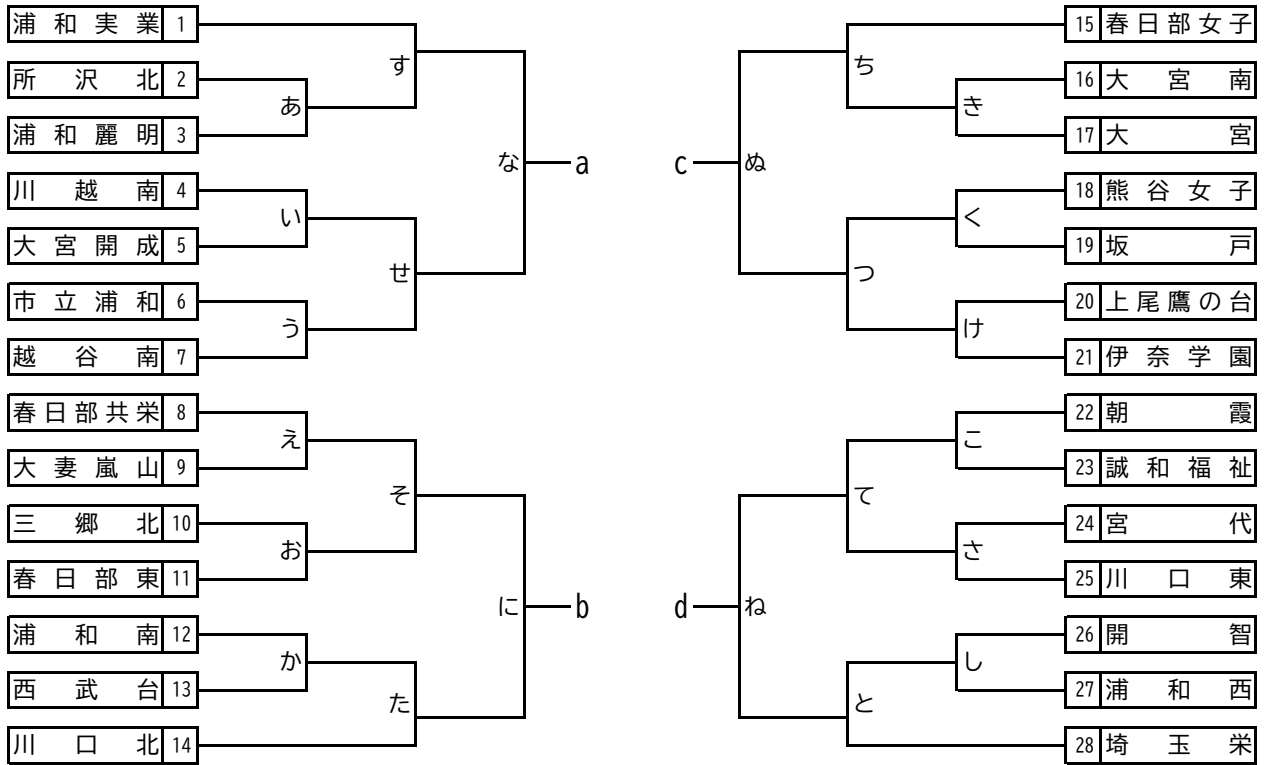 浦和実業 1
す
所沢北 2
あ
浦和麗明 3
な a
川越南 4
い
大宮開成 5
せ
市立浦和 6
う
越谷南 7
春日部共栄 8
え
大妻嵐山 9
そ
三郷北 10
お
春日部東 11
に b
浦和南 12
か
西武台 13
た
川口北 14
15 春日部女子
ち
16 大宮南
き
17 大宮
c ぬ
18 熊谷女子
く
19 坂戸
つ
20 上尾鷹の台
け
21 伊奈学園
22 朝霞
こ
23 誠和福祉
て
24 宮代
さ
25 川口東
d ね
26 開智
し
27 浦和西
と
28 埼玉栄